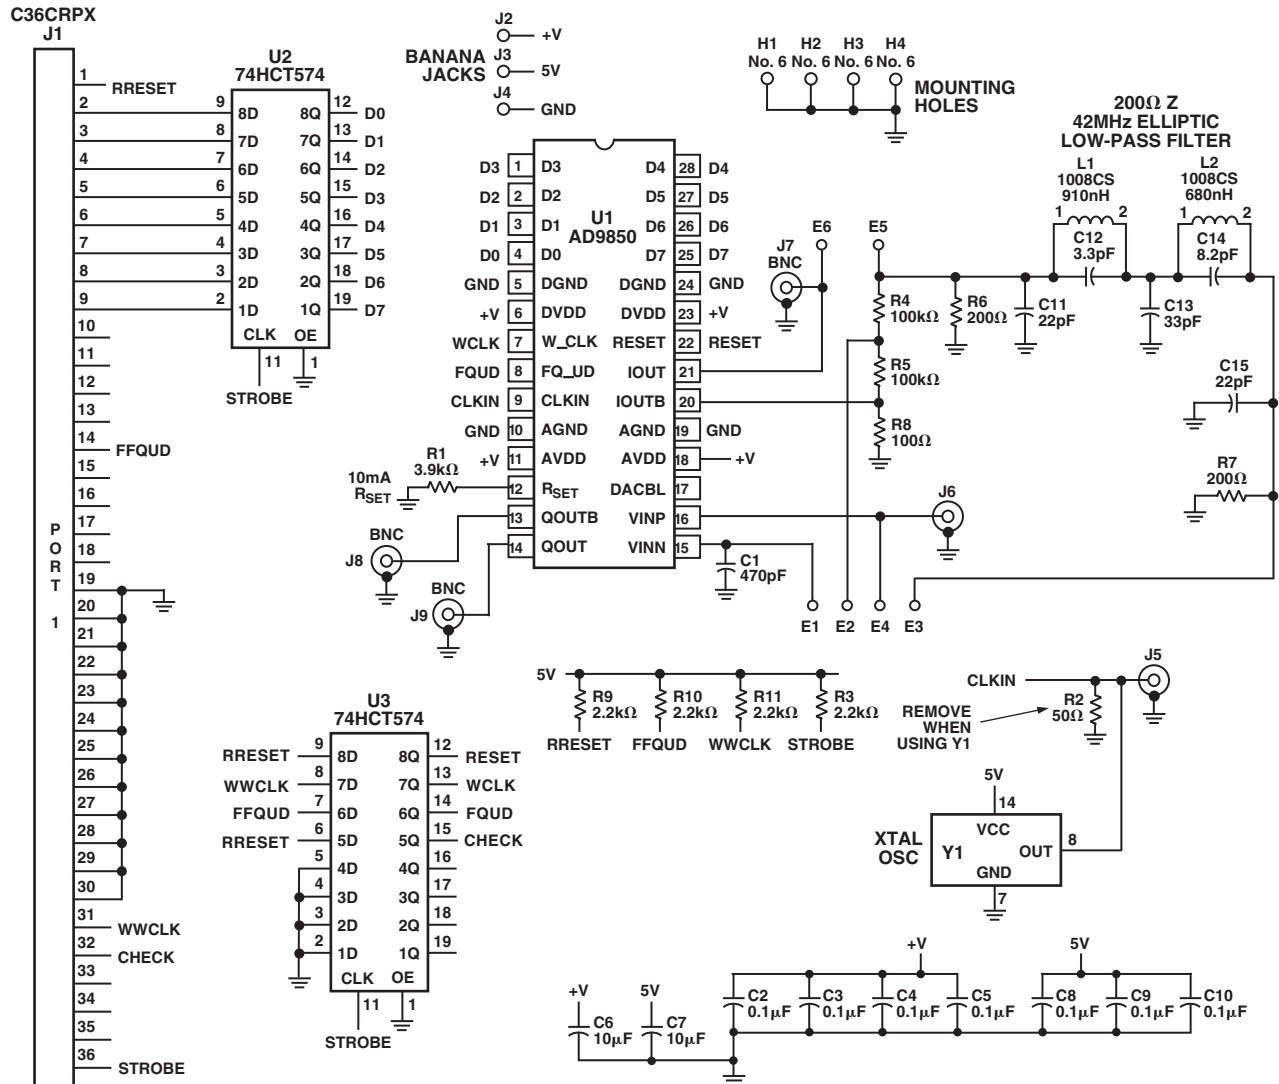 C36CRPX
J1
PORT 1
1
RRESET
2
3
4
5
6
7
8
9
10
11
12
13
14
FFQUD
15
16
17
18
19
20
21
22
23
24
25
26
27
28
29
30
31
WWCLK
32
CHECK
33
34
35
36
STROBE
U2
74HCT574
9 8D 8Q 12 D0
8 7D 7Q 13 D1
7 6D 6Q 14 D2
6 5D 5Q 15 D3
5 4D 4Q 16 D4
4 3D 3Q 17 D5
3 2D 2Q 18 D6
2 1D 1Q 19 D7
CLK OE
11 1
STROBE
BANANA
JACKS
J2
+V
J3
5V
J4
GND
H1 H2 H3 H4
No. 6 No. 6 No. 6 No. 6
MOUNTING
HOLES
U1
AD9850
D3 1 D3 D4 28 D4
D2 2 D2 D5 27 D5
D1 3 D1 D6 26 D6
D0 4 D0 D7 25 D7
GND 5 DGND DGND 24 GND
+V 6 DVDD DVDD 23 +V
WCLK 7 W_CLK RESET 22 RESET
FQUD 8 FQ_UD IOUT 21
CLKIN 9 CLKIN IOUTB 20
GND 10 AGND AGND 19 GND
+V 11 AVDD AVDD 18 +V
12 RSET DACBL 17
13 QOUTB VINP 16
14 QOUT VINN 15
R1
3.9kΩ
10mA
RSET
BNC
J8
BNC
J9
J7
BNC
E6
E5
R4
100kΩ
R5
100kΩ
R8
100Ω
R6
200Ω
C11
22pF
200Ω Z
42MHz ELLIPTIC
LOW-PASS FILTER
L1
1008CS
910nH
1 2
C12
3.3pF
L2
1008CS
680nH
1 2
C14
8.2pF
C13
33pF
C15
22pF
R7
200Ω
J6
C1
470pF
E1 E2 E4 E3
5V
R9
2.2kΩ
R10
2.2kΩ
R11
2.2kΩ
R3
2.2kΩ
RRESET FFQUD WWCLK STROBE
J5
CLKIN
R2
50Ω
REMOVE
WHEN
USING Y1
5V
14
XTAL
OSC
VCC
Y1
OUT
8
GND
7
U3
74HCT574
RRESET 9 8D 8Q 12 RESET
WWCLK 8 7D 7Q 13 WCLK
FFQUD 7 6D 6Q 14 FQUD
RRESET 6 5D 5Q 15 CHECK
5 4D 4Q 16
4 3D 3Q 17
3 2D 2Q 18
2 1D 1Q 19
CLK OE
11 1
STROBE
+V
C6
10μF
5V
C7
10μF
+V
C2
0.1μF
C3
0.1μF
C4
0.1μF
C5
0.1μF
5V
C8
0.1μF
C9
0.1μF
C10
0.1μF